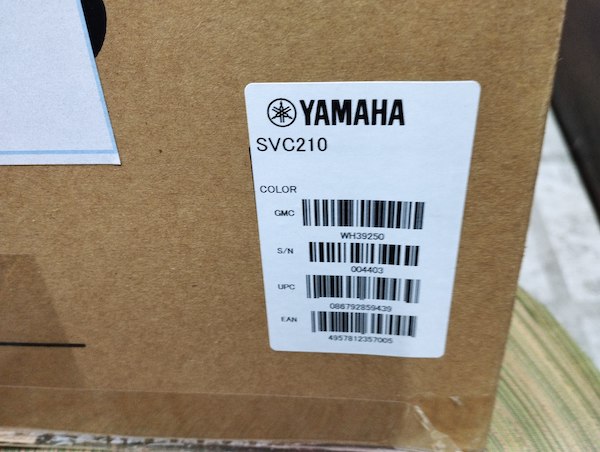 YAMAHA
SVC210
COLOR
GMC
WH39250
S/N
004403
UPC
086792859439
EAN
4957812357005